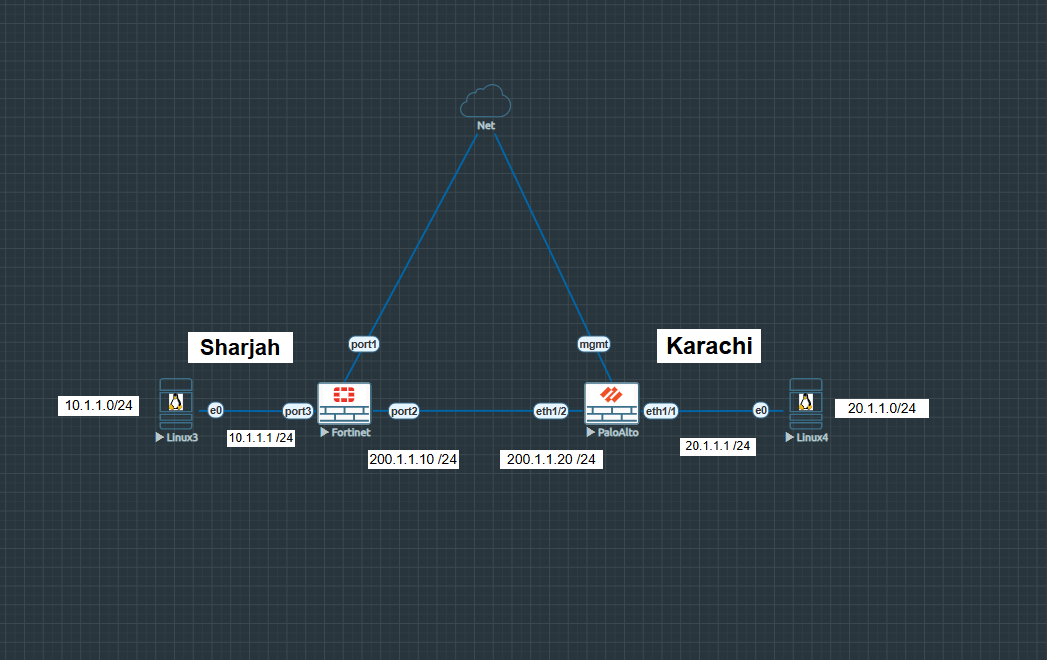 Net
port1
mgmt
Sharjah
Karachi
10.1.1.0/24
e0
port3
port2
eth1/2
eth1/1
e0
20.1.1.0/24
Linux3
10.1.1.1 /24
Fortinet
PaloAlto
20.1.1.1 /24
Linux4
200.1.1.10 /24
200.1.1.20 /24